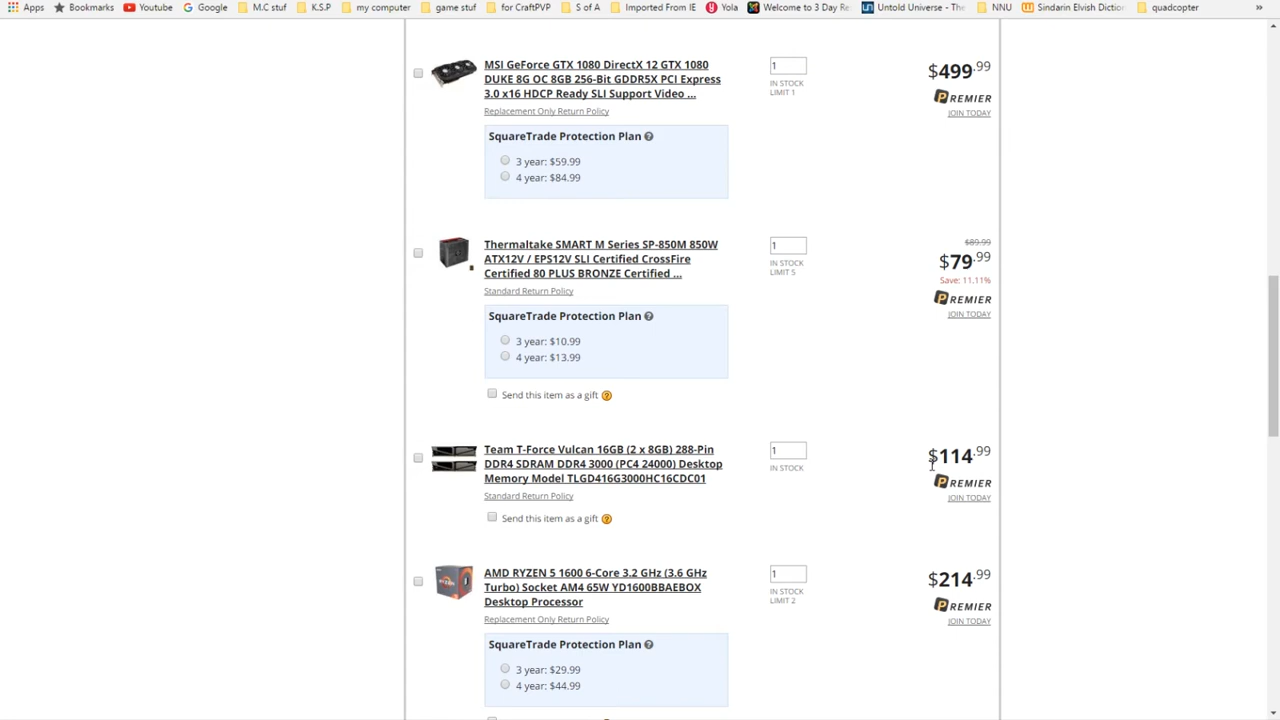 Apps Bookmarks Youtube Google M.C stuf K.S.P my computer game stuf for CraftPVP S of A Imported From IE Yola Welcome to 3 Day Re Untold Universe - The NNU Sindarin Elvish Diction quadcopter »
MSI GeForce GTX 1080 DirectX 12 GTX 1080
DUKE 8G OC 8GB 256-Bit GDDR5X PCI Express
3.0 x16 HDCP Ready SLI Support Video ...
Replacement Only Return Policy
1
IN STOCK
LIMIT 1
$499.99
PREMIER
JOIN TODAY
SquareTrade Protection Plan ?
3 year: $59.99
4 year: $84.99
Thermaltake SMART M Series SP-850M 850W
ATX12V / EPS12V SLI Certified CrossFire
Certified 80 PLUS BRONZE Certified ...
Standard Return Policy
1
IN STOCK
LIMIT 5
$89.99
$79.99
Save: 11.11%
PREMIER
JOIN TODAY
SquareTrade Protection Plan ?
3 year: $10.99
4 year: $13.99
Send this item as a gift ?
Team T-Force Vulcan 16GB (2 x 8GB) 288-Pin
DDR4 SDRAM DDR4 3000 (PC4 24000) Desktop
Memory Model TLGD416G3000HC16CDC01
Standard Return Policy
1
IN STOCK
$114.99
PREMIER
JOIN TODAY
Send this item as a gift ?
AMD RYZEN 5 1600 6-Core 3.2 GHz (3.6 GHz
Turbo) Socket AM4 65W YD1600BBAEBOX
Desktop Processor
Replacement Only Return Policy
1
IN STOCK
LIMIT 2
$214.99
PREMIER
JOIN TODAY
SquareTrade Protection Plan ?
3 year: $29.99
4 year: $44.99